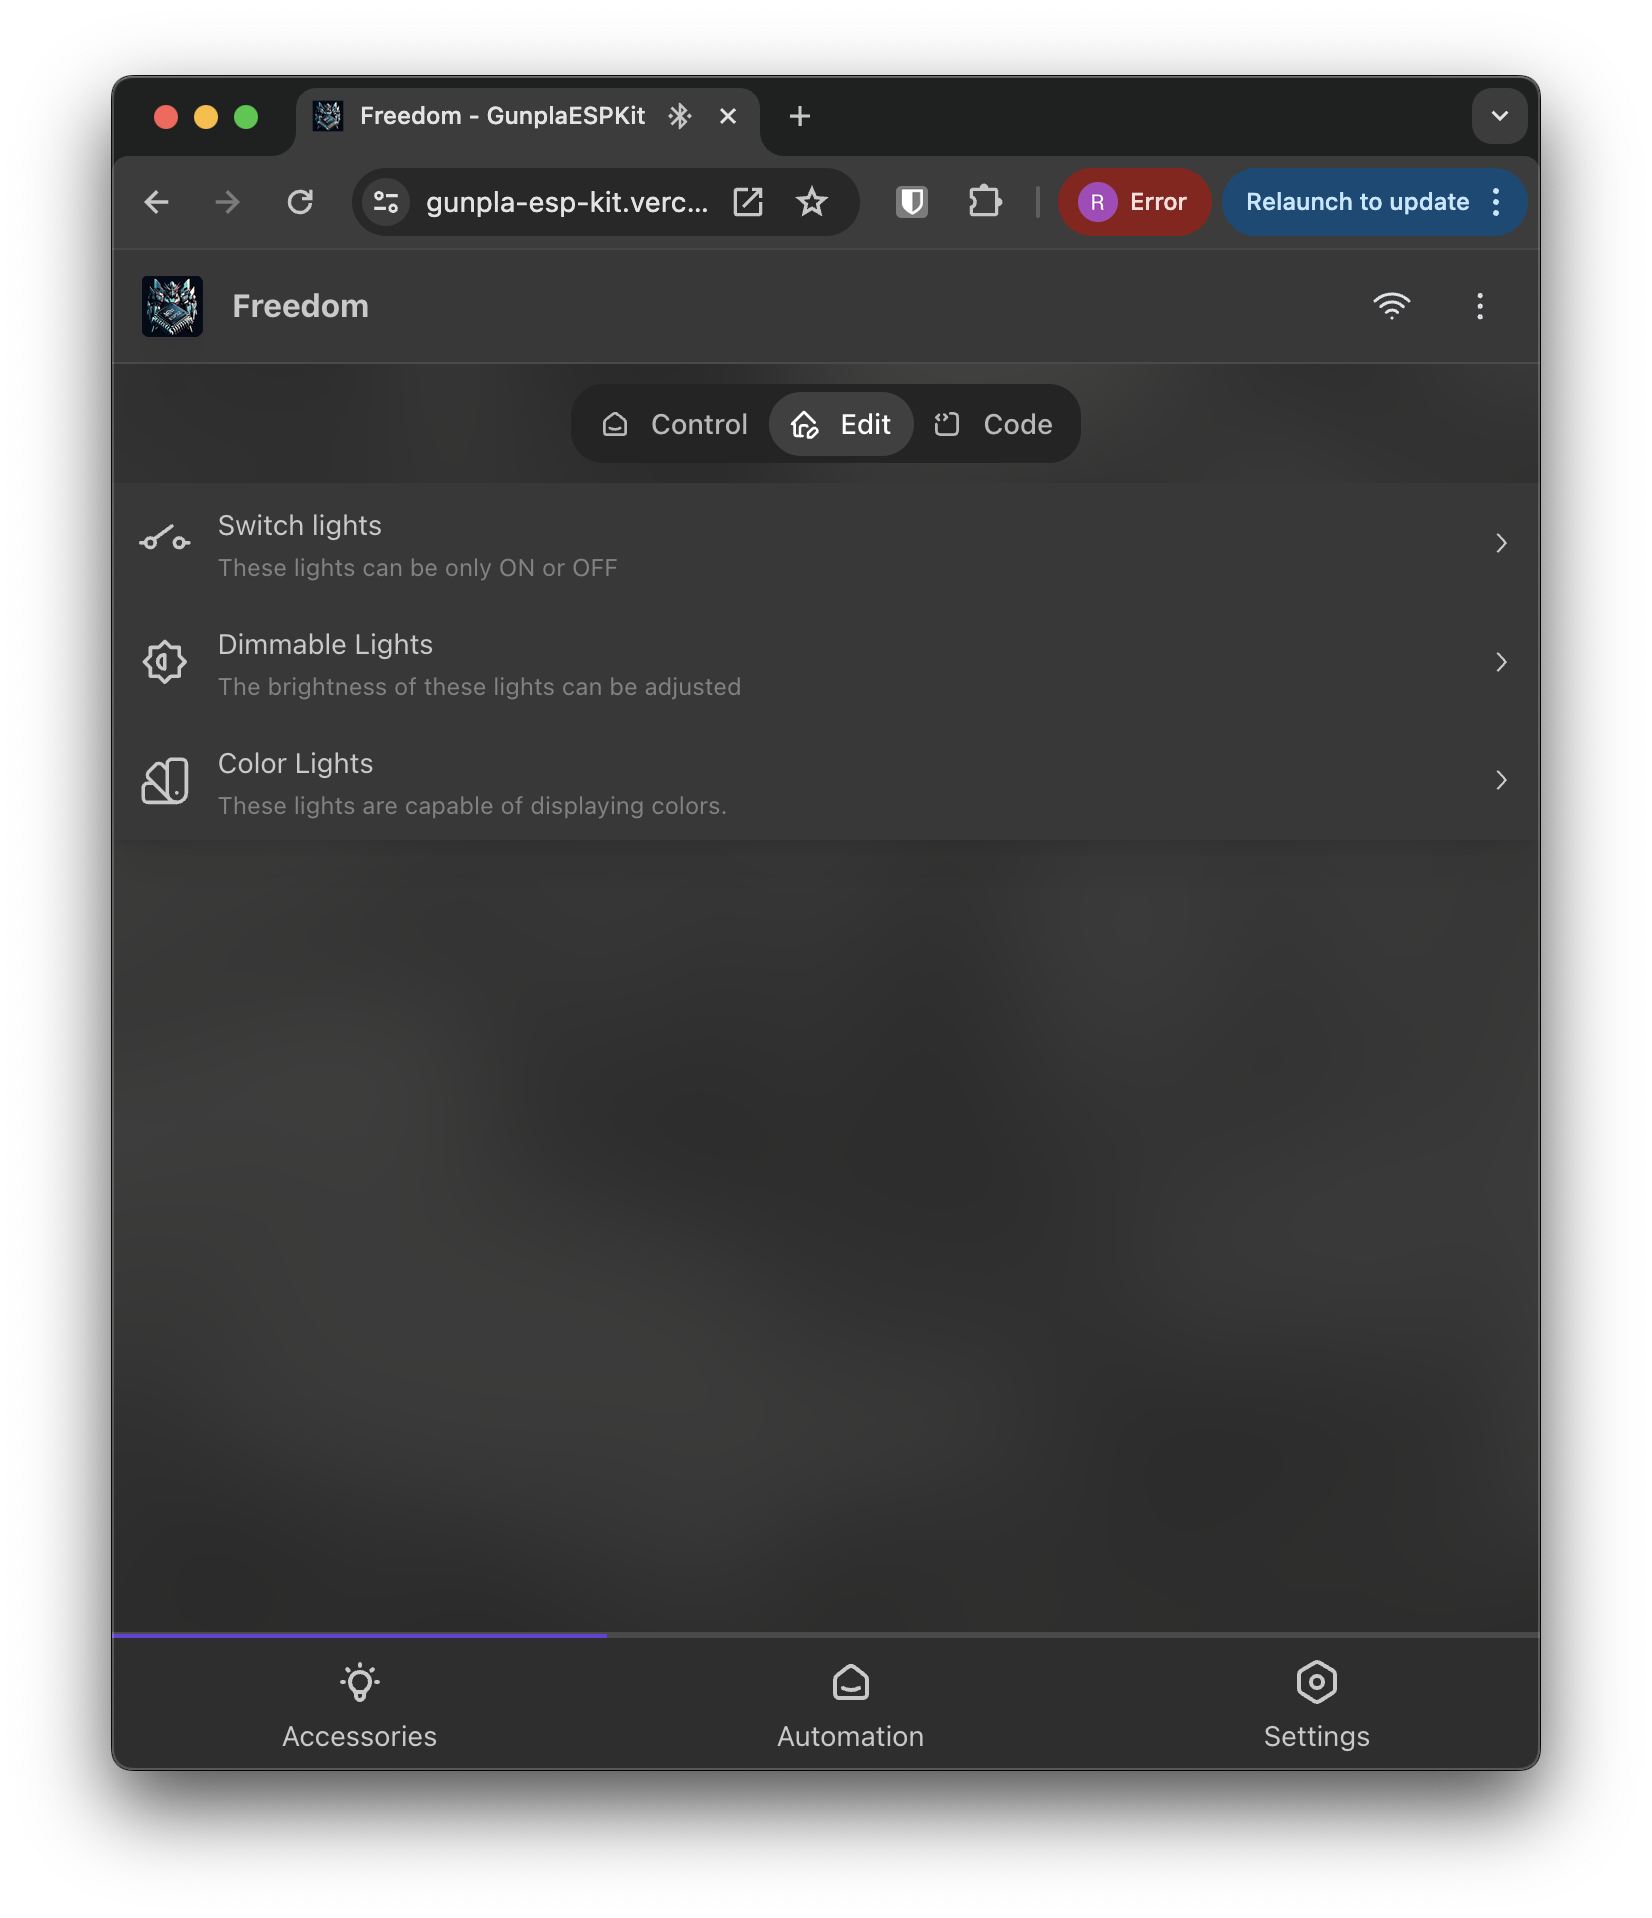 Freedom - GunplaESPKit
gunpla-esp-kit.verc...
R Error
Relaunch to update
Freedom
Control
Edit
Code
Switch lights
These lights can be only ON or OFF
Dimmable Lights
The brightness of these lights can be adjusted
Color Lights
These lights are capable of displaying colors.
Accessories
Automation
Settings